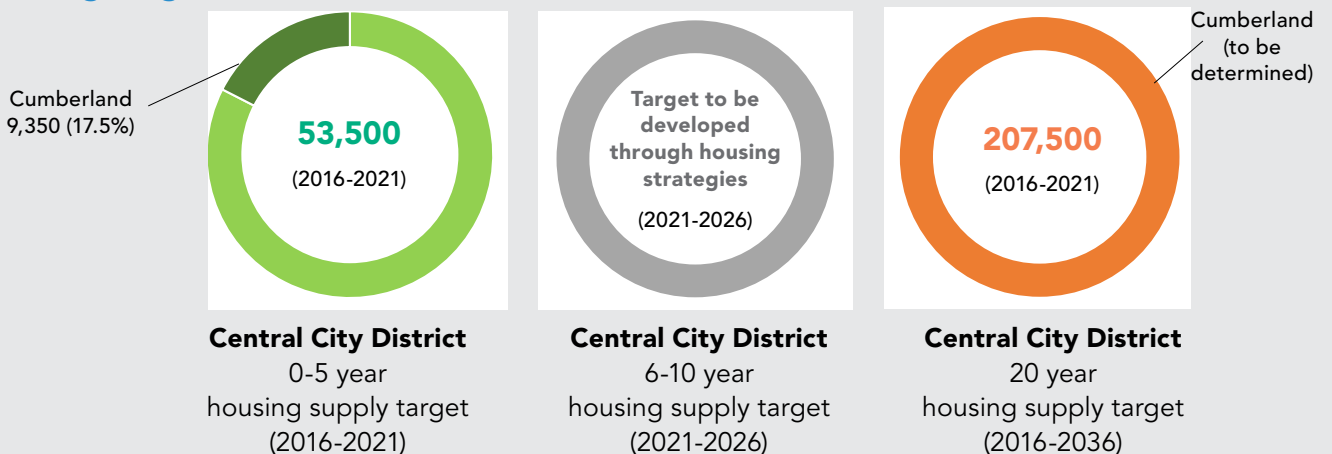 Cumberland
9,350 (17.5%)
53,500
(2016-2021)
Central City District
0-5 year
housing supply target
(2016-2021)
Target to be
developed
through housing
strategies
(2021-2026)
Central City District
6-10 year
housing supply target
(2021-2026)
Cumberland
(to be
determined)
207,500
(2016-2021)
Central City District
20 year
housing supply target
(2016-2036)